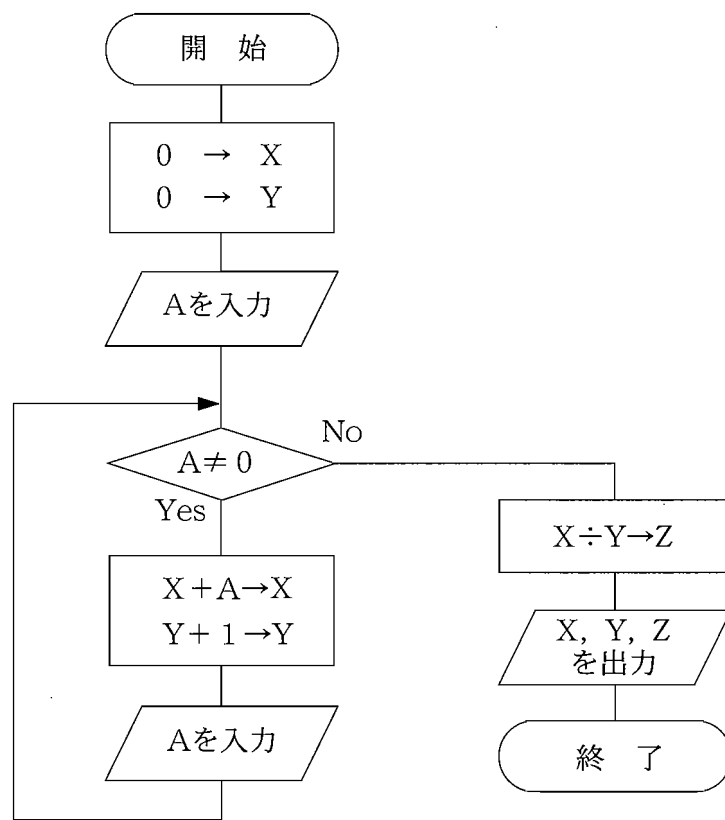 開 始
0 → X
0 → Y
Aを入力
A≠0
No
Yes
X+A→X
Y+1→Y
Aを入力
X÷Y→Z
X, Y, Z
を出力
終 了